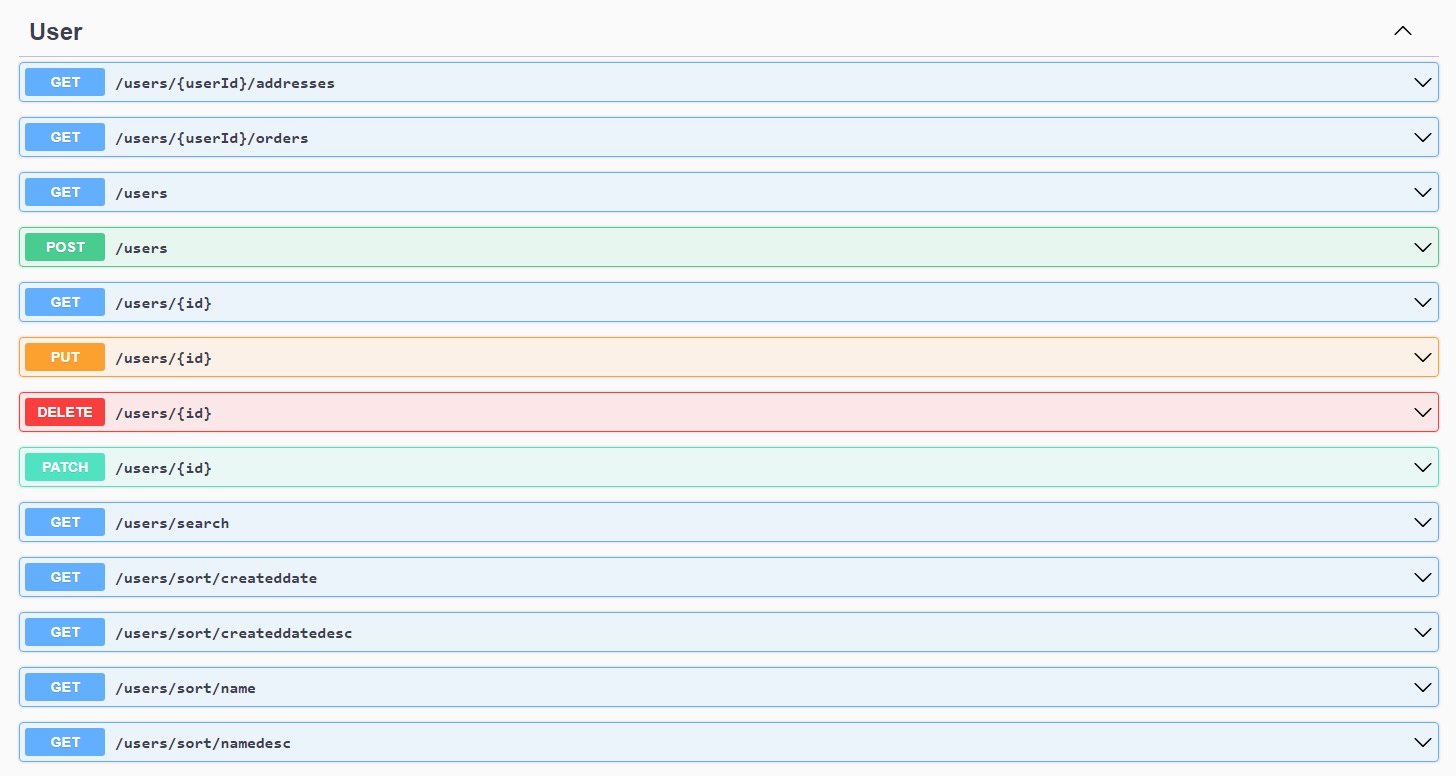 User
GET /users/{userId}/addresses
GET /users/{userId}/orders
GET /users
POST /users
GET /users/{id}
PUT /users/{id}
DELETE /users/{id}
PATCH /users/{id}
GET /users/search
GET /users/sort/createddate
GET /users/sort/createddatedesc
GET /users/sort/name
GET /users/sort/namedesc